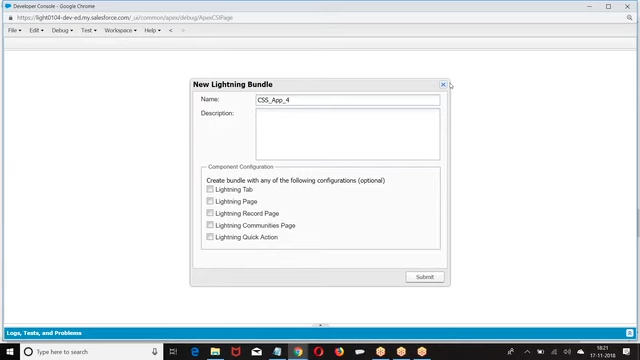 Developer Console - Google Chrome
https://light0104-dev-ed.my.salesforce.com/_ui/common/apex/debug/ApexCSIPage
File Edit Debug Test Workspace Help < >
New Lightning Bundle
Name: CSS_App_4
Description:
Component Configuration
Create bundle with any of the following configurations (optional)
Lightning Tab
Lightning Page
Lightning Record Page
Lightning Communities Page
Lightning Quick Action
Submit
Logs, Tests, and Problems
Type here to search
18:21
17-11-2018